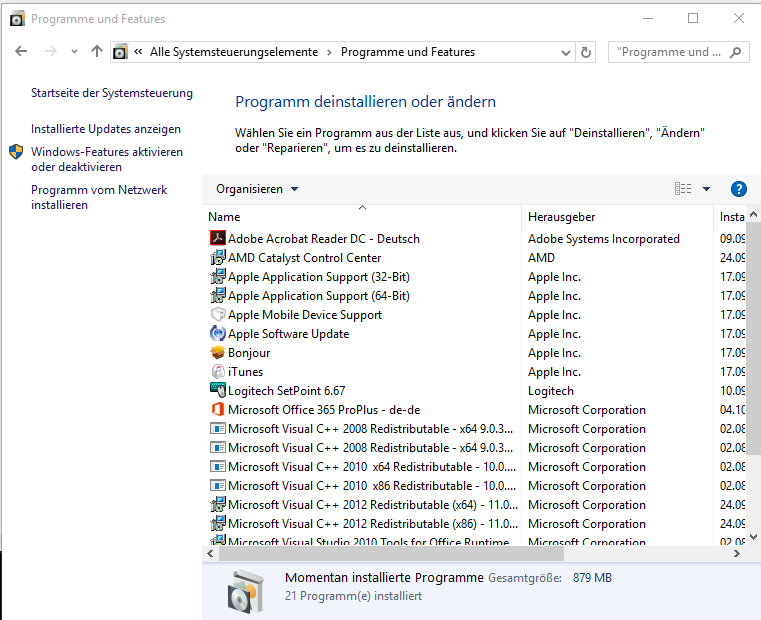 Programme und Features
« Alle Systemsteuerungselemente › Programme und Features
"Programme und ...
Startseite der Systemsteuerung
Installierte Updates anzeigen
Windows-Features aktivieren
oder deaktivieren
Programm vom Netzwerk
installieren
Programm deinstallieren oder ändern
Wählen Sie ein Programm aus der Liste aus, und klicken Sie auf "Deinstallieren", "Ändern"
oder "Reparieren", um es zu deinstallieren.
Organisieren
?
Name Herausgeber Insta
Adobe Acrobat Reader DC - Deutsch Adobe Systems Incorporated 09.09
AMD Catalyst Control Center AMD 24.09
Apple Application Support (32-Bit) Apple Inc. 17.09
Apple Application Support (64-Bit) Apple Inc. 17.09
Apple Mobile Device Support Apple Inc. 17.09
Apple Software Update Apple Inc. 17.09
Bonjour Apple Inc. 17.09
iTunes Apple Inc. 17.09
Logitech SetPoint 6.67 Logitech 10.09
Microsoft Office 365 ProPlus - de-de Microsoft Corporation 04.10
Microsoft Visual C++ 2008 Redistributable - x64 9.0.3... Microsoft Corporation 02.08
Microsoft Visual C++ 2008 Redistributable - x64 9.0.3... Microsoft Corporation 02.08
Microsoft Visual C++ 2010 x64 Redistributable - 10.0.... Microsoft Corporation 02.08
Microsoft Visual C++ 2010 x86 Redistributable - 10.0.... Microsoft Corporation 02.08
Microsoft Visual C++ 2012 Redistributable (x64) - 11.0... Microsoft Corporation 24.09
Microsoft Visual C++ 2012 Redistributable (x86) - 11.0... Microsoft Corporation 24.09
Microsoft Visual Studio 2010 Tools for Office Runtime Microsoft Corporation 02.08
Momentan installierte Programme Gesamtgröße: 879 MB
21 Programm(e) installiert